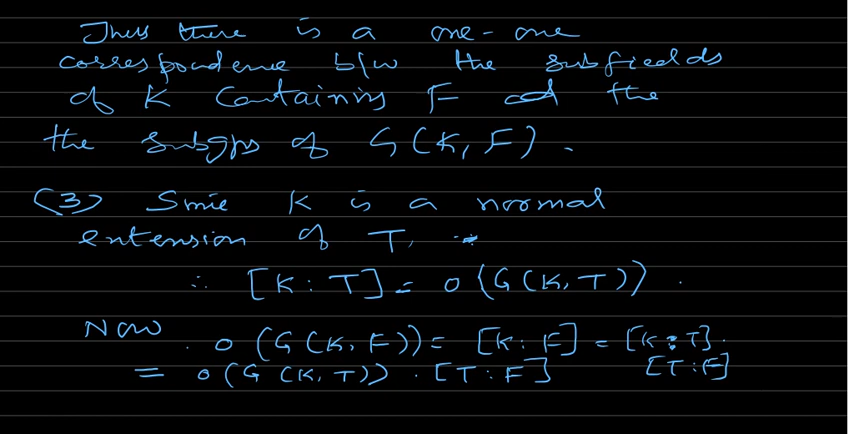 Thus there is a one-one
correspondence b/w the subfields
of K Containing F and the
the subgps of G(K, F).
(3) Since K is a normal
extension of T,
∴ [K : T] = o(G(K, T)).
Now o(G(K, F)) = [K : F] = [K : T].
= o(G(K, T)) . [T : F] [T : F]